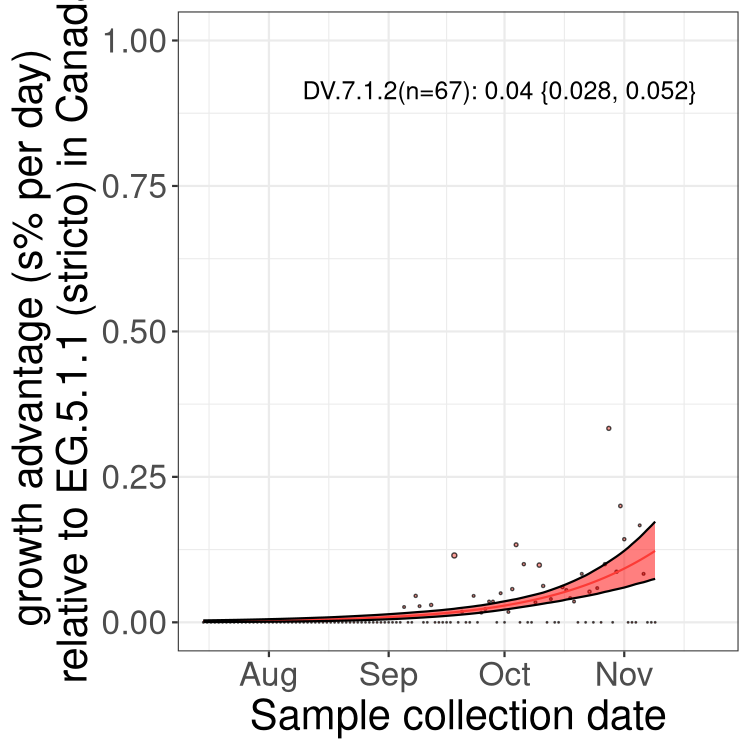 growth advantage (s% per day)
relative to EG.5.1.1 (stricto) in Canada
1.00
0.75
0.50
0.25
0.00
DV.7.1.2(n=67): 0.04 {0.028, 0.052}
Aug Sep Oct Nov
Sample collection date